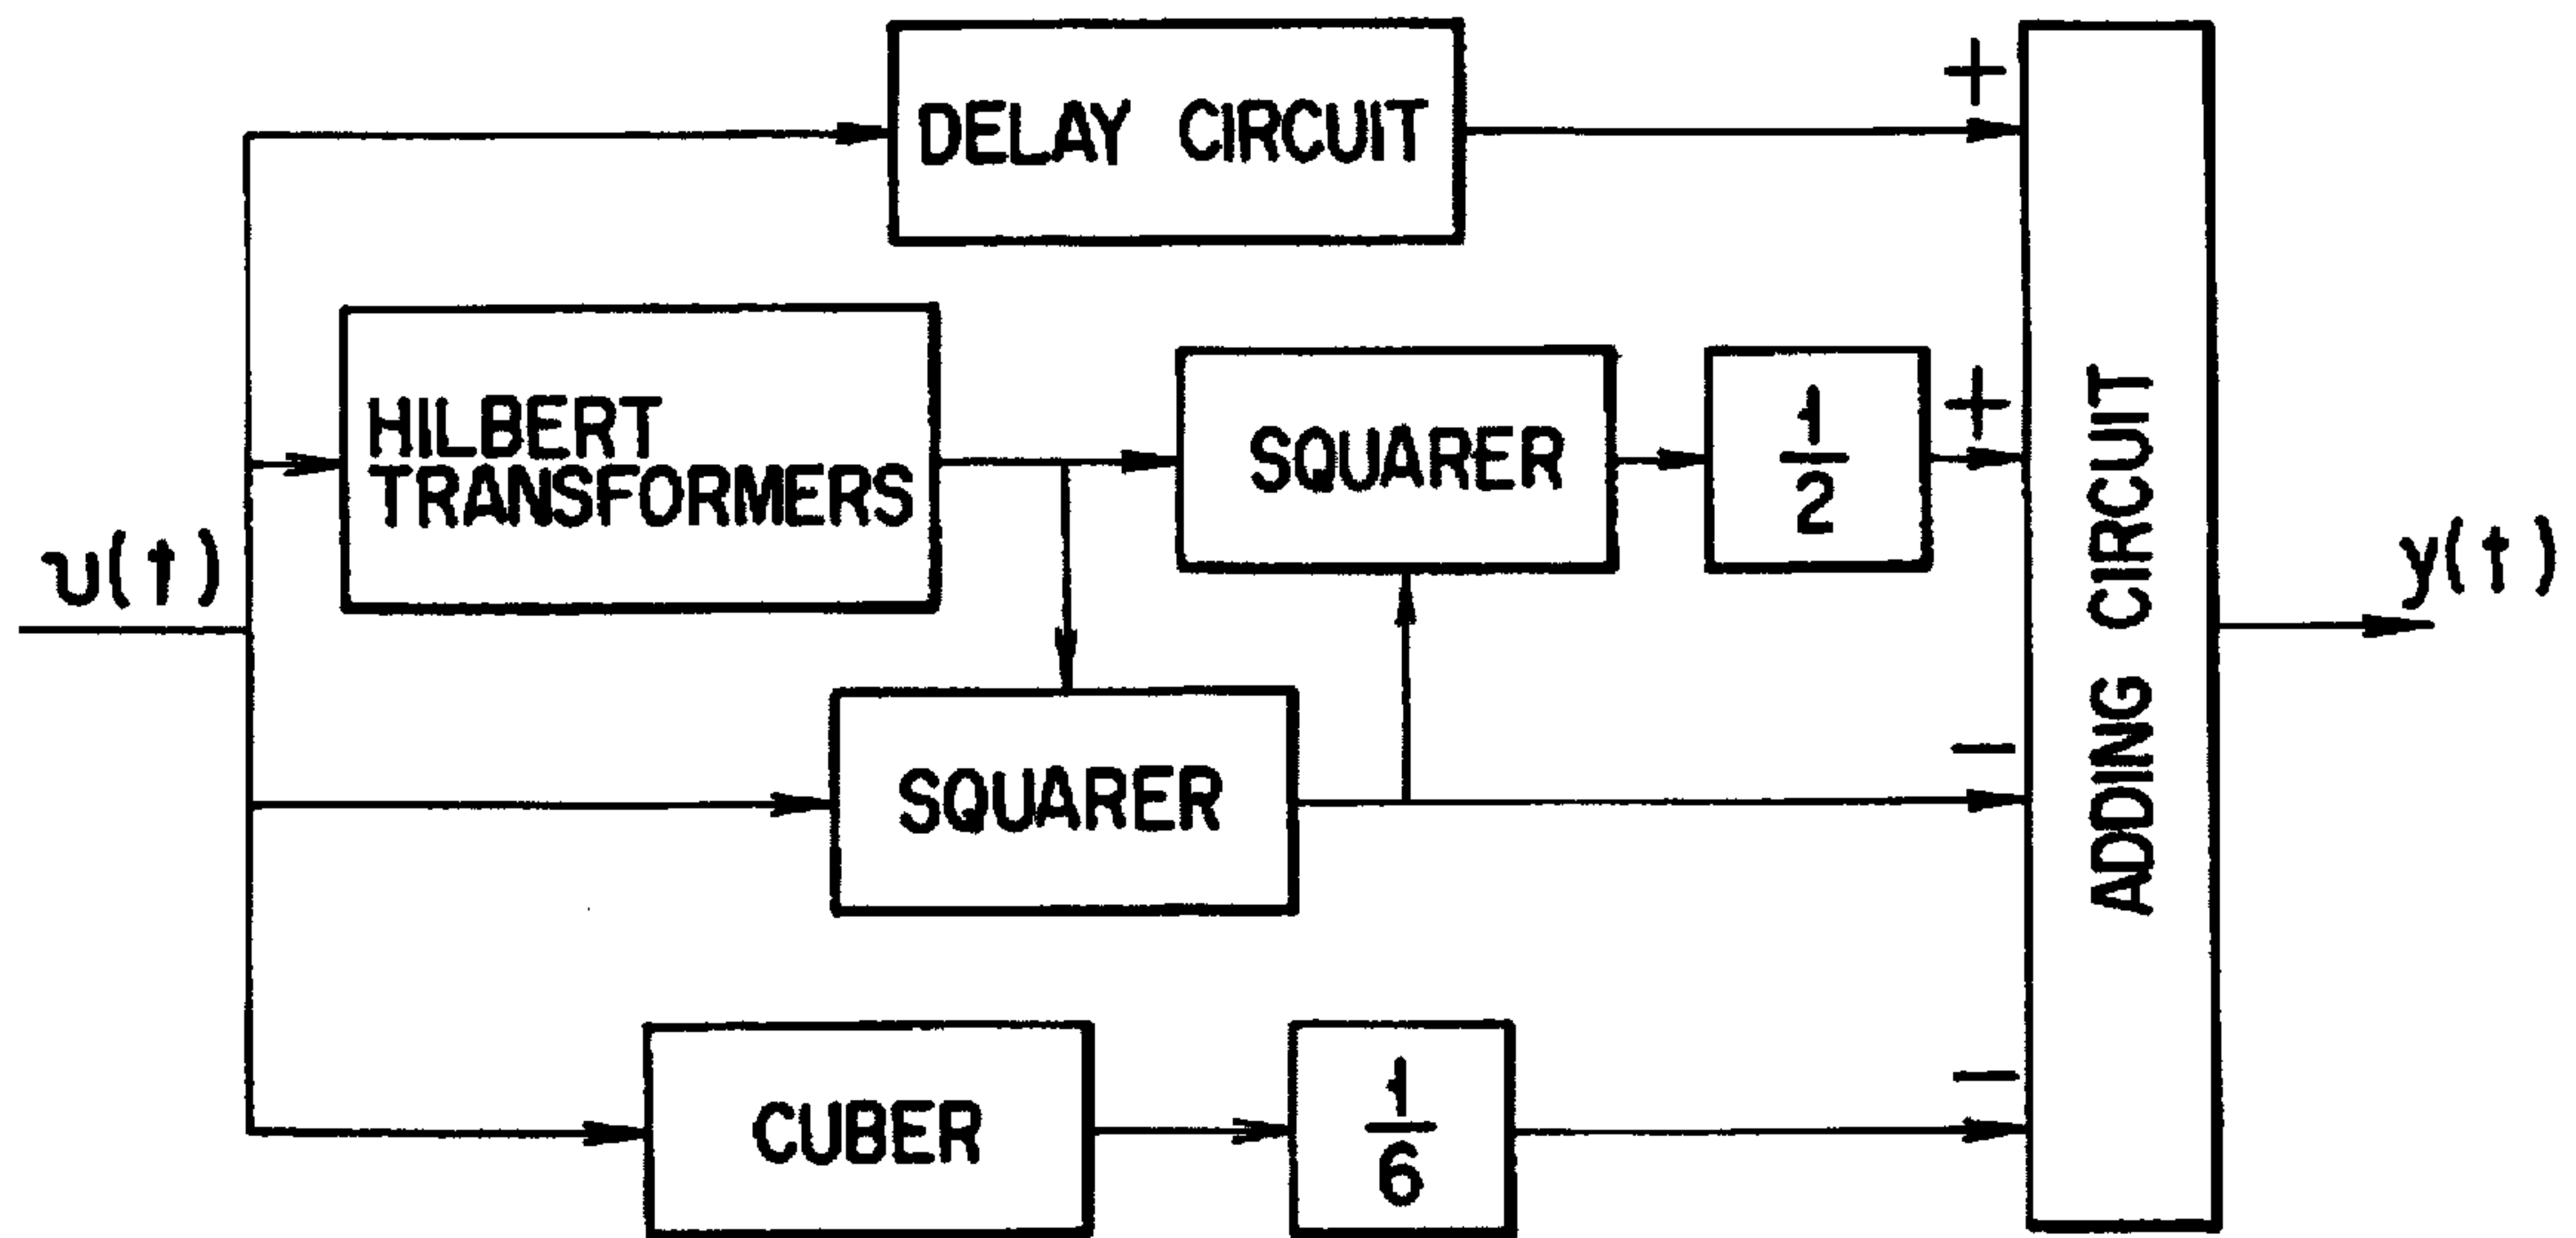 DELAY CIRCUIT
+
HILBERT
TRANSFORMERS
SQUARER
1/2
+
υ(t)
ADDING CIRCUIT
y(t)
SQUARER
−
CUBER
1/6
−